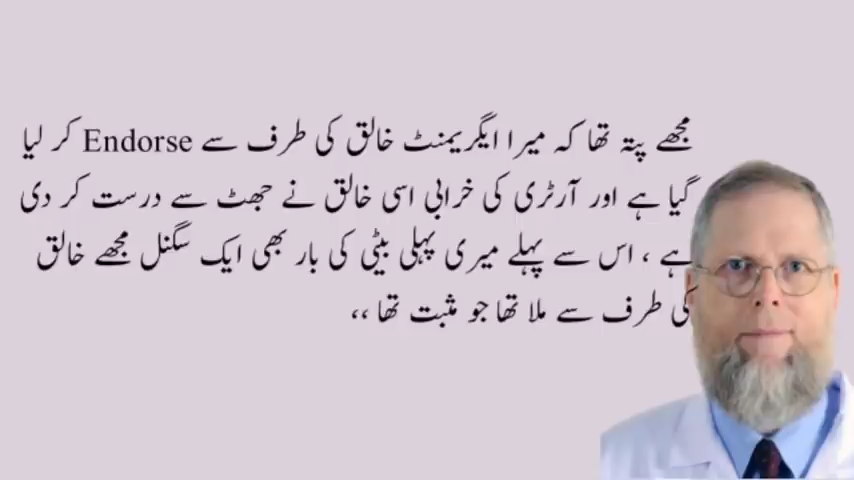 مجھے پتہ تھا کہ میرا ایگریمنٹ خالق کی طرف سے Endorse کر لیا
گیا ہے اور آرٹری کی خرابی اسی خالق نے جھٹ سے درست کر دی
ہے ، اس سے پہلے میری پہلی بیٹی کی بار بھی ایک سگنل مجھے خالق
کی طرف سے ملا تھا جو مثبت تھا ،،